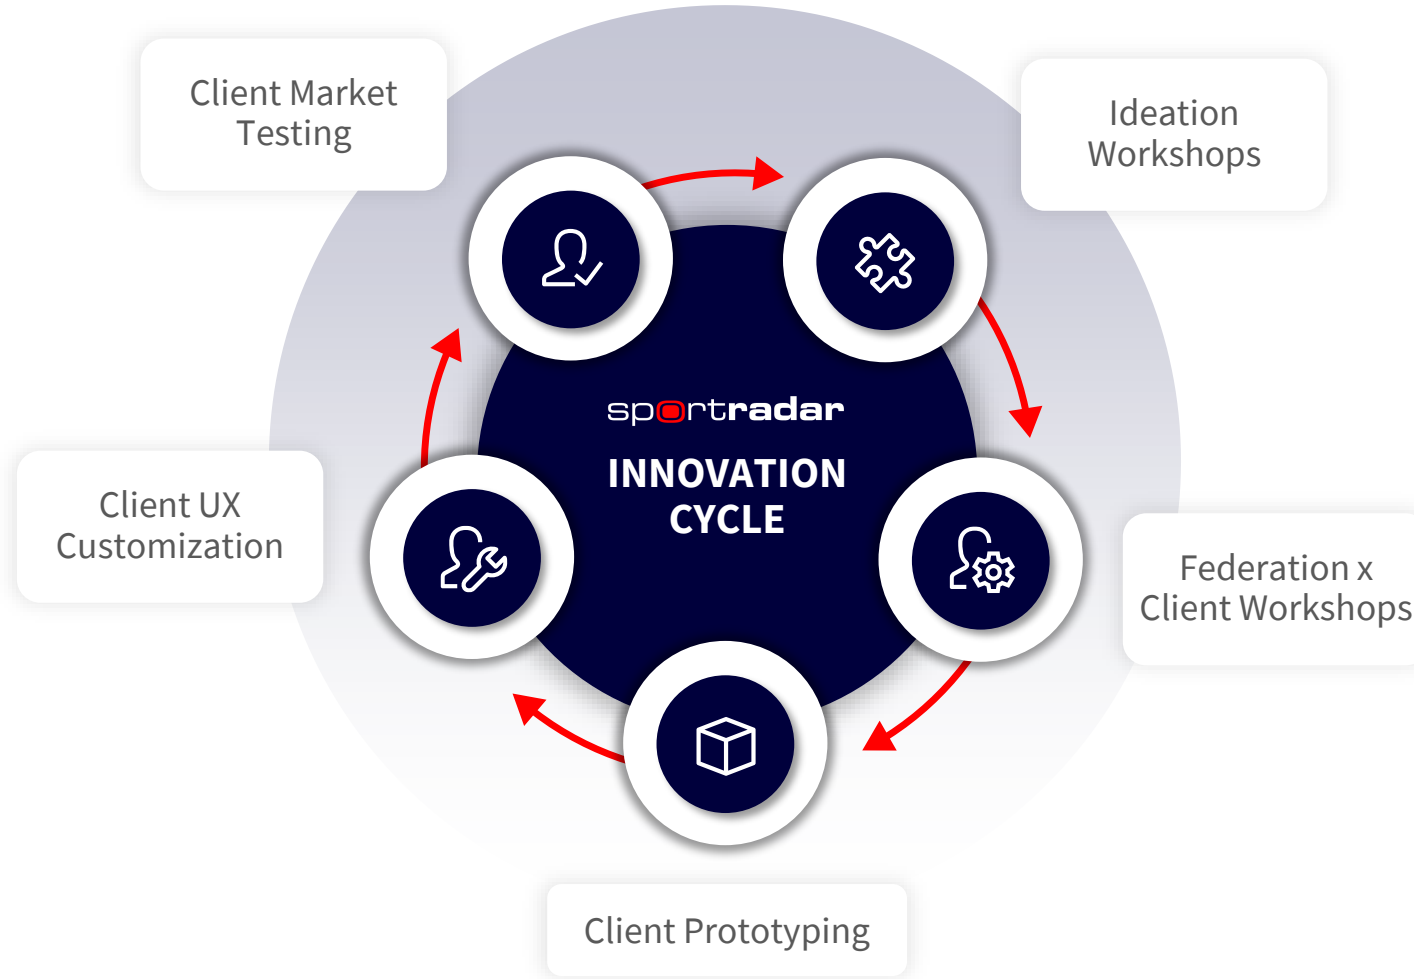 Client Market
Testing
Ideation
Workshops
sportradar
INNOVATION
CYCLE
Client UX
Customization
Federation x
Client Workshops
Client Prototyping